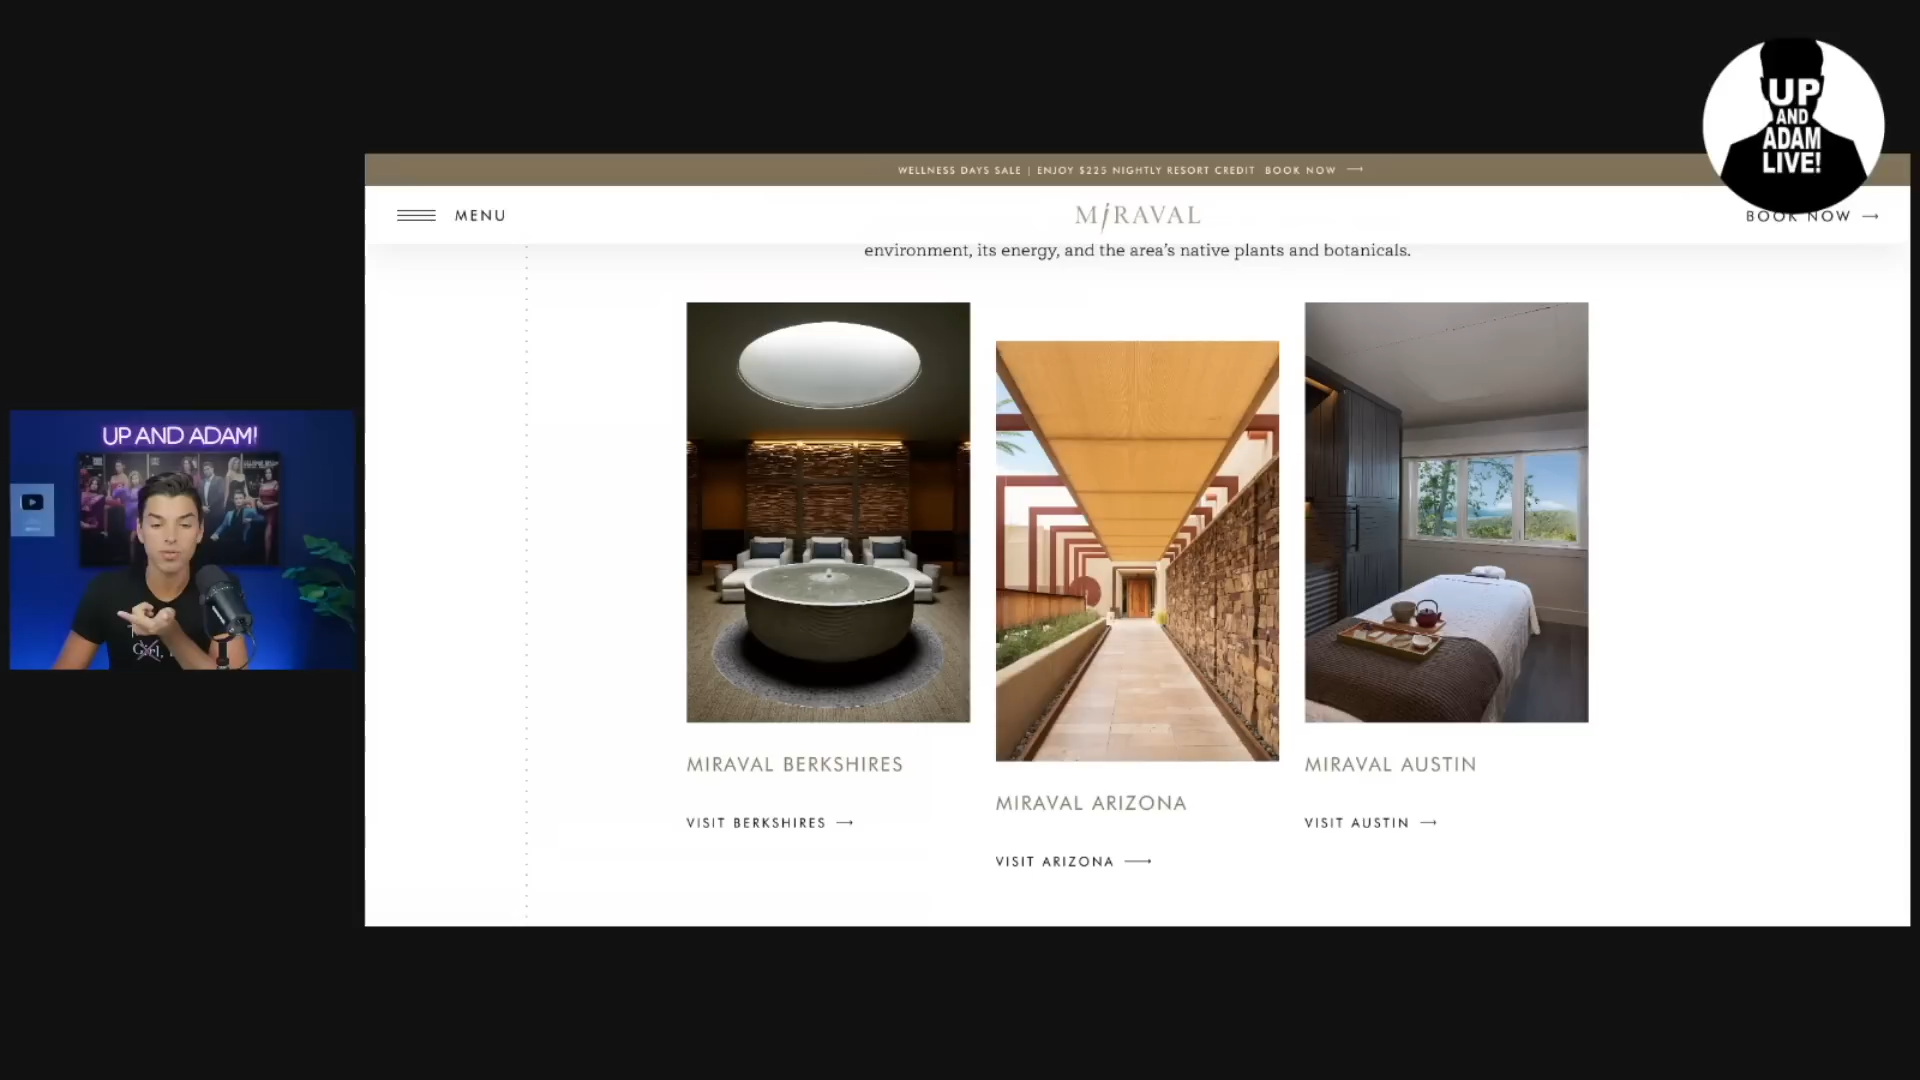 UP
AND
ADAM
LIVE!
WELLNESS DAYS SALE | ENJOY $225 NIGHTLY RESORT CREDIT BOOK NOW
MENU
MIRAVAL
BOOK NOW
environment, its energy, and the area's native plants and botanicals.
UP AND ADAM!
MIRAVAL BERKSHIRES
VISIT BERKSHIRES
MIRAVAL ARIZONA
VISIT ARIZONA
MIRAVAL AUSTIN
VISIT AUSTIN